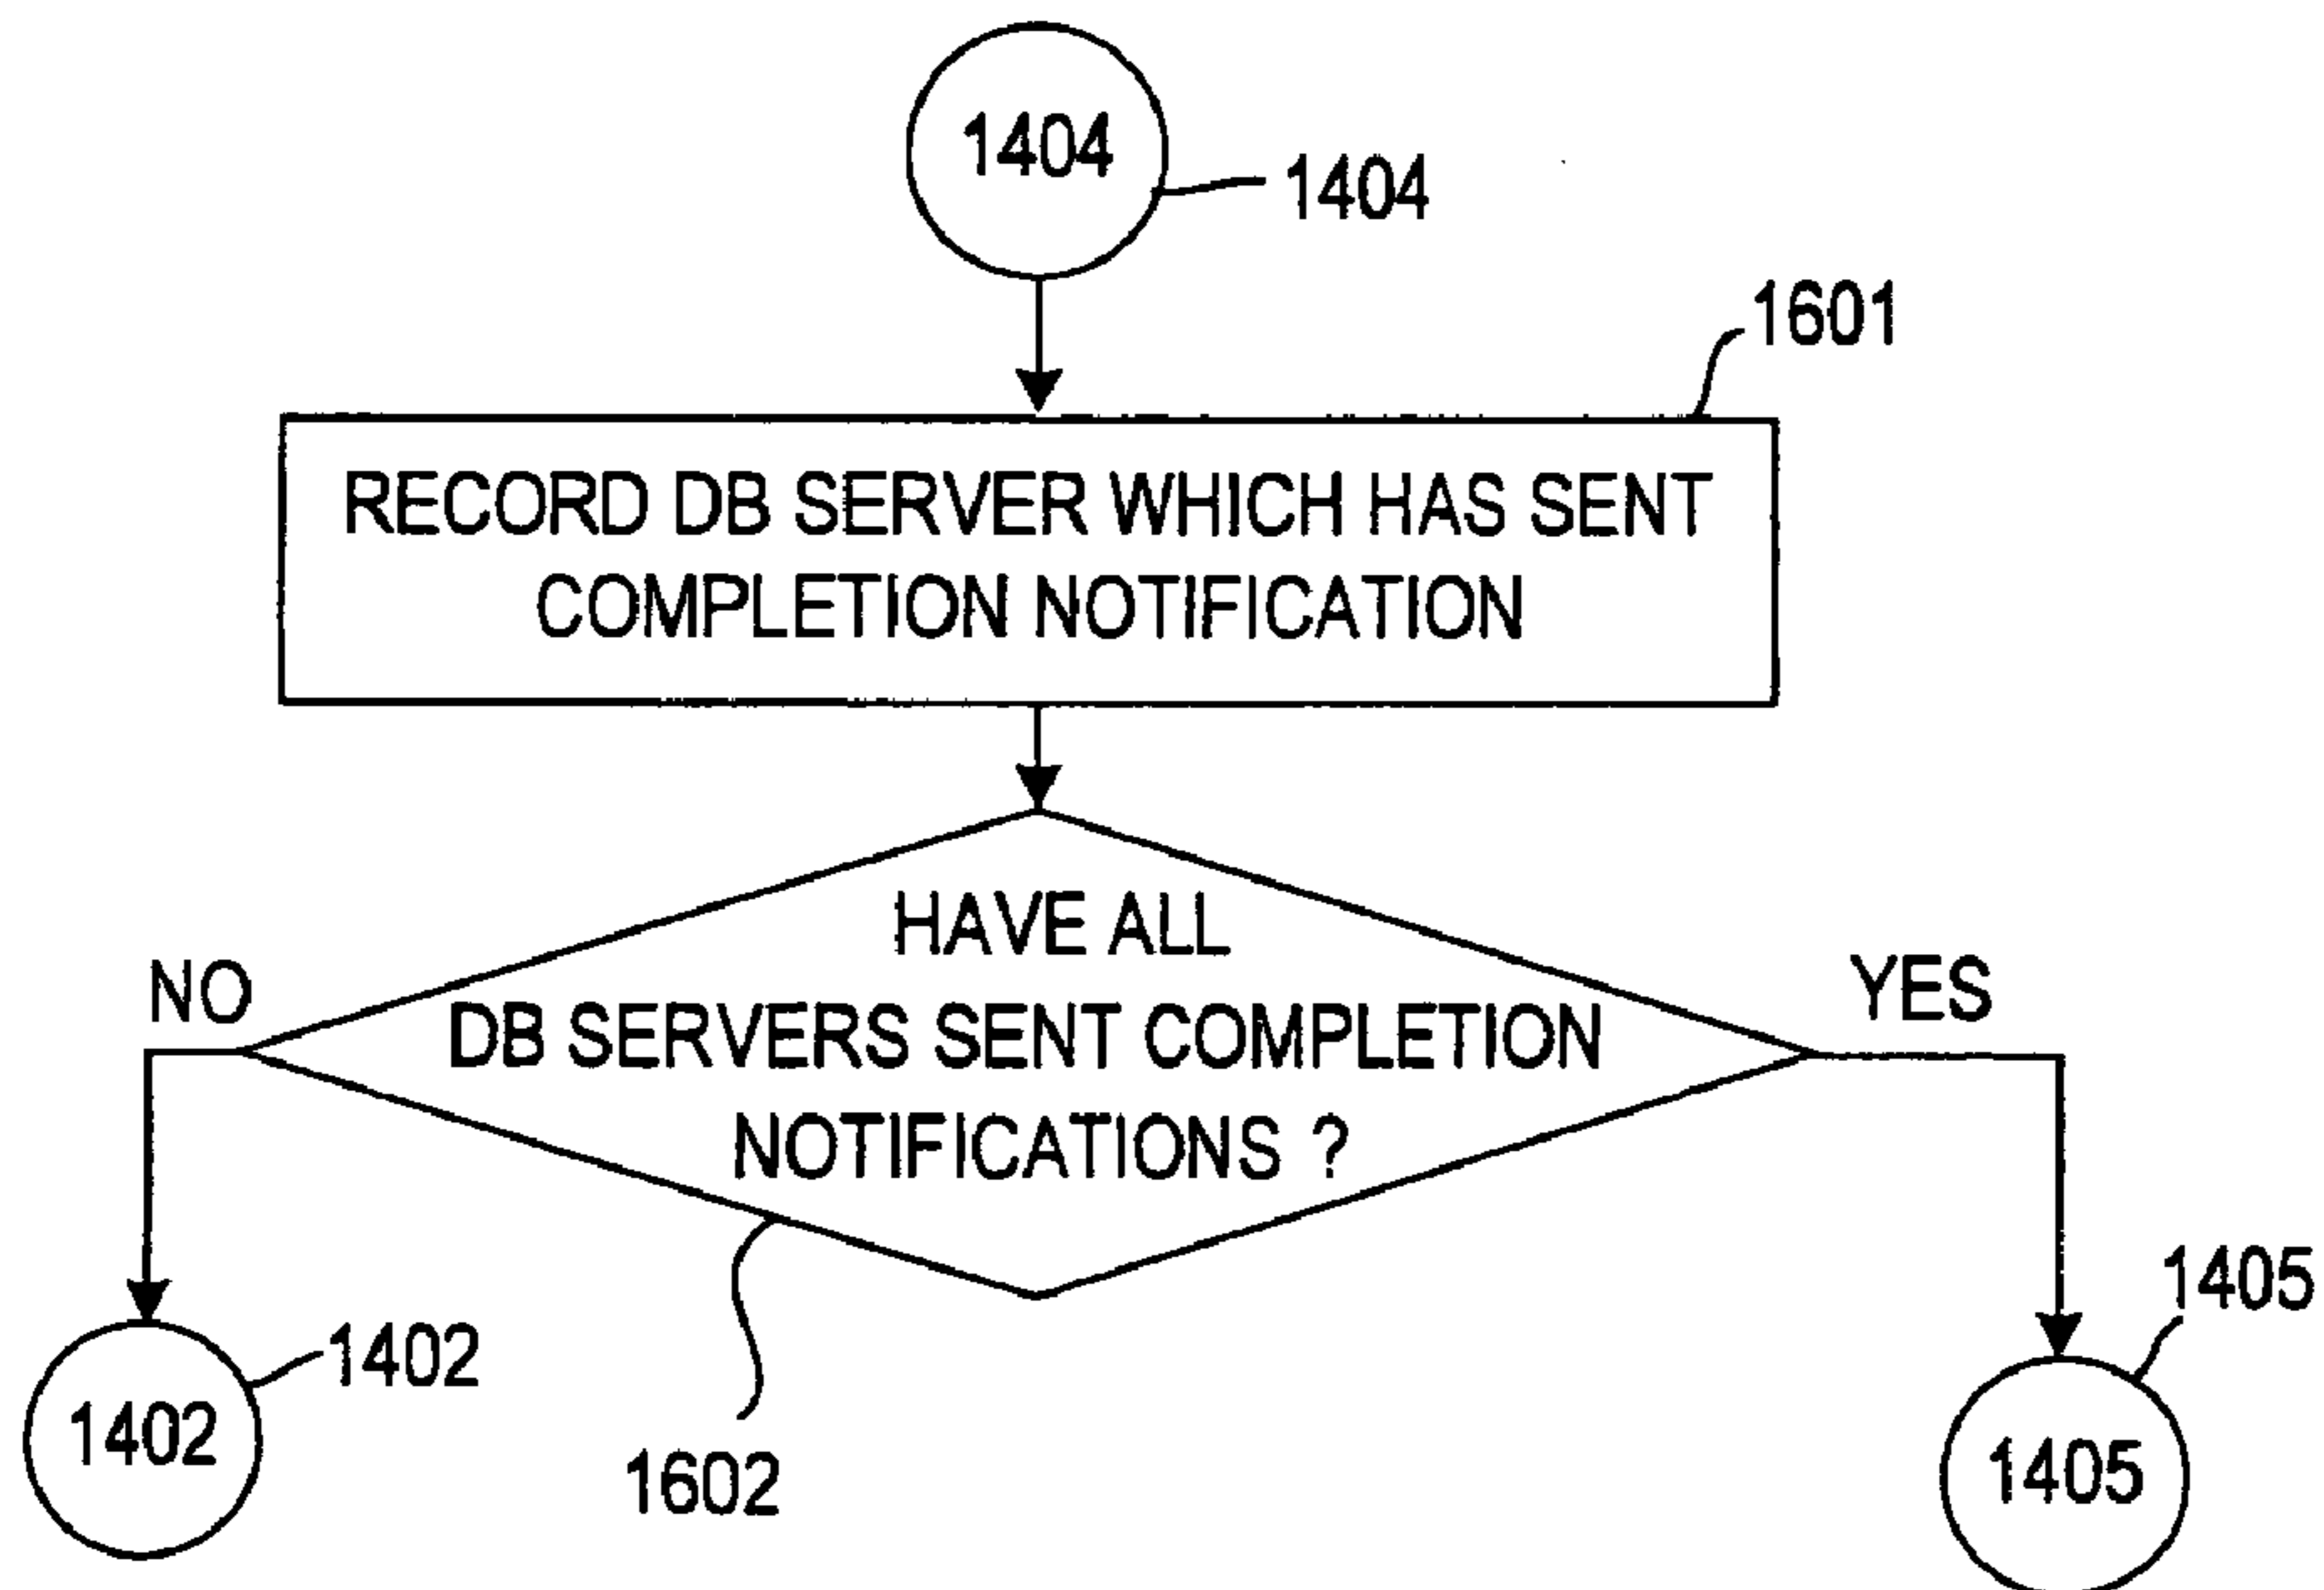 1404
1404
1601
RECORD DB SERVER WHICH HAS SENT
COMPLETION NOTIFICATION
HAVE ALL
DB SERVERS SENT COMPLETION
NOTIFICATIONS ?
NO
YES
1402
1402
1602
1405
1405